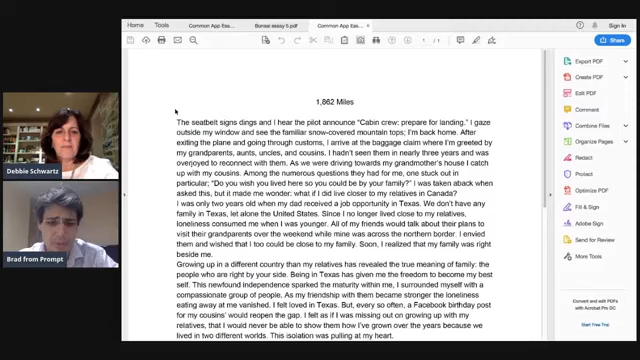 Home
Tools
Common App Ess...
Bonsai essay 5.pdf
Common App Ess...
Sign In
1 / 1
Share
1,862 Miles
The seatbelt signs dings and I hear the pilot announce “Cabin crew; prepare for landing.” I gaze
outside my window and see the familiar snow-covered mountain tops; I'm back home. After
exiting the plane and going through customs, I arrive at the baggage claim where I'm greeted by
my grandparents, aunts, uncles, and cousins. I hadn't seen them in nearly three years and was
overjoyed to reconnect with them. As we were driving towards my grandmother's house I catch
up with my cousins. Among the numerous questions they had for me, one stuck out in
particular; “Do you wish you lived here so you could be by your family?” I was taken aback when
asked this, but it made me wonder: what if I did live closer to my relatives in Canada?
I was only two years old when my dad received a job opportunity in Texas. We don't have any
family in Texas, let alone the United States. Since I no longer lived close to my relatives,
loneliness consumed me when I was younger. All of my friends would talk about their plans to
visit their grandparents over the weekend while mine was across the northern border. I envied
them and wished that I too could be close to my family. Soon, I realized that my family was right
beside me.
Growing up in a different country than my relatives has revealed the true meaning of family: the
people who are right by your side. Being in Texas has given me the freedom to become my best
self. This newfound independence sparked the maturity within me, I surrounded myself with a
compassionate group of people. As my friendship with them became stronger the loneliness
eating away at me vanished. I felt loved in Texas. But, every so often, a Facebook birthday post
for my cousins' would reopen the gap. I felt as if I was missing out on growing up with my
relatives, that I would never be able to show them how I've grown over the years because we
lived in two different worlds. This isolation was pulling at my heart.
Export PDF
Create PDF
Edit PDF
Comment
Combine Files
Organize Pages
Redact
Protect
Optimize PDF
Fill & Sign
Adobe Sign
Send for Review
More Tools
Convert and edit PDFs
with Acrobat Pro DC
Start Free Trial
Debbie Schwartz
Brad from Prompt